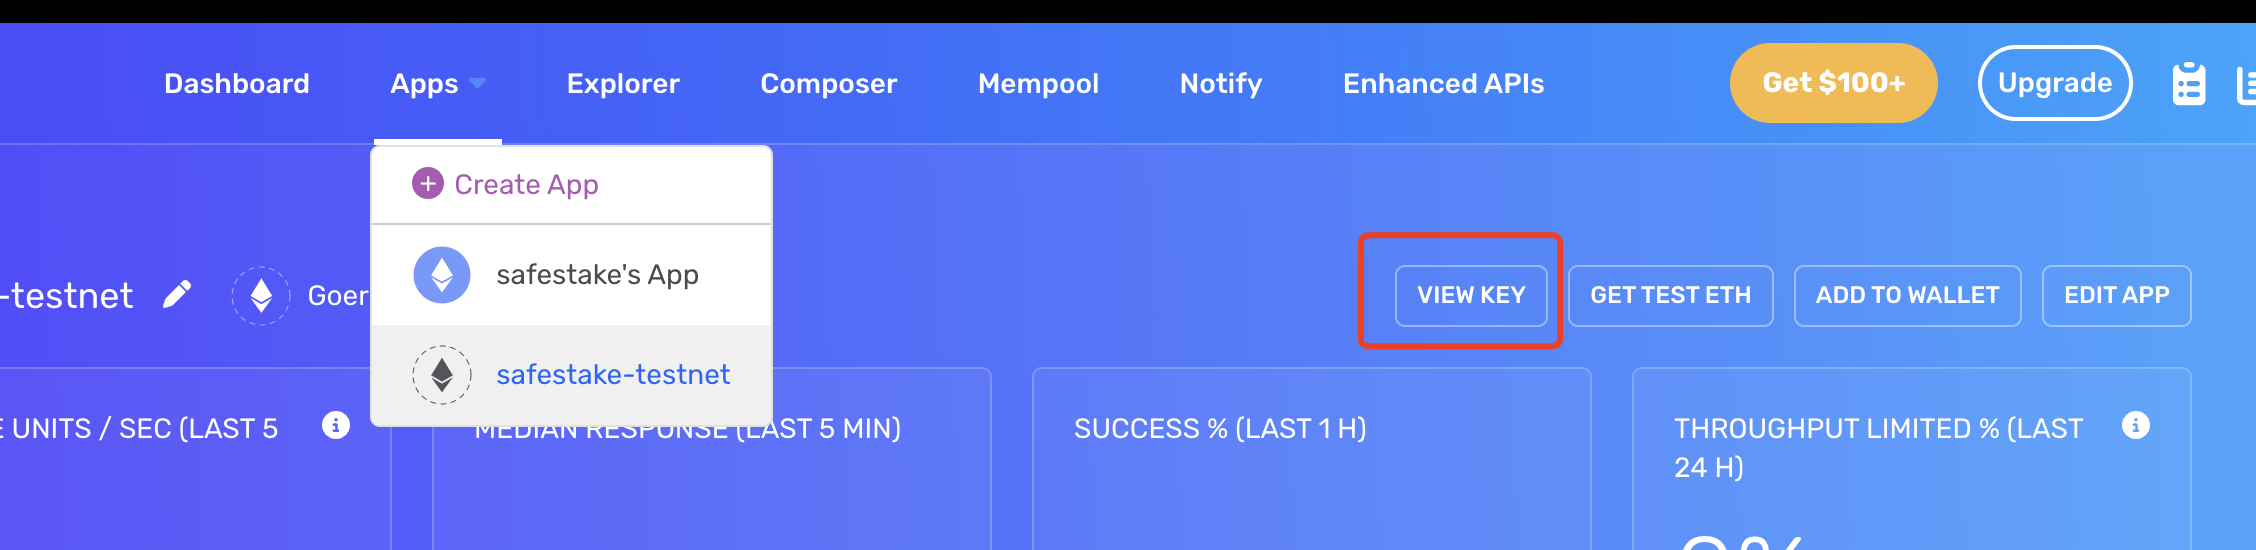 Dashboard
Apps
Explorer
Composer
Mempool
Notify
Enhanced APIs
Get $100+
Upgrade
Create App
safestake's App
safestake-testnet
-testnet
Goer
VIEW KEY
GET TEST ETH
ADD TO WALLET
EDIT APP
UNITS / SEC (LAST 5
MEDIAN RESPONSE (LAST 5 MIN)
SUCCESS % (LAST 1 H)
THROUGHPUT LIMITED % (LAST
24 H)